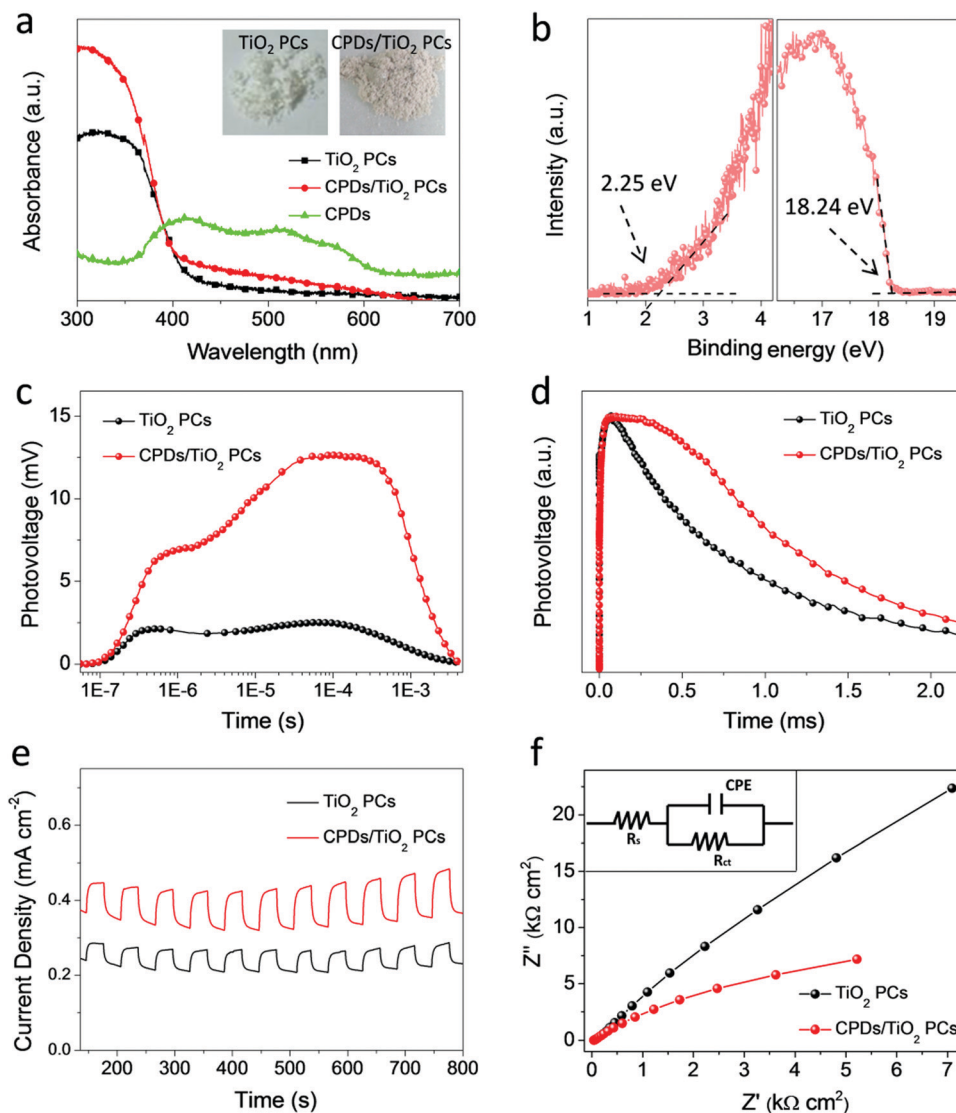 a
TiO₂ PCs CPDs/TiO₂ PCs
TiO₂ PCs
CPDs/TiO₂ PCs
CPDs
Absorbance (a.u.)
300 400 500 600 700
Wavelength (nm)
b
2.25 eV
18.24 eV
Intensity (a.u.)
1 2 3 4 17 18 19
Binding energy (eV)
c
TiO₂ PCs
CPDs/TiO₂ PCs
Photovoltage (mV)
15
10
5
0
1E-7 1E-6 1E-5 1E-4 1E-3
Time (s)
d
TiO₂ PCs
CPDs/TiO₂ PCs
Photovoltage (a.u.)
0.0 0.5 1.0 1.5 2.0
Time (ms)
e
TiO₂ PCs
CPDs/TiO₂ PCs
Current Density (mA cm⁻²)
0.6
0.4
0.2
0.0
200 300 400 500 600 700 800
Time (s)
f
CPE
Rs
Rct
TiO₂ PCs
CPDs/TiO₂ PCs
Z'' (kΩ cm²)
20
15
10
5
0
0 1 2 3 4 5 6 7
Z' (kΩ cm²)